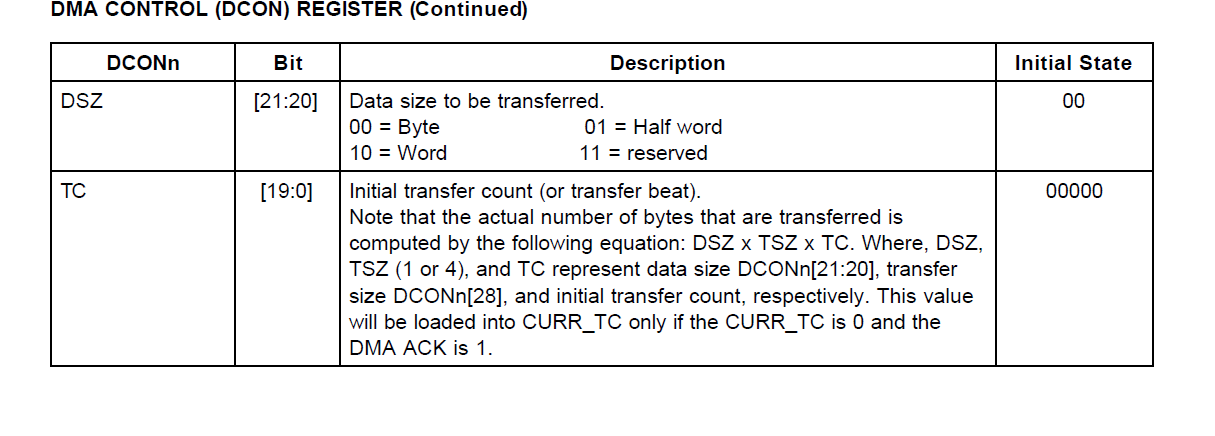 DMA CONTROL (DCON) REGISTER (Continued)
DCONn Bit Description Initial State
DSZ [21:20] Data size to be transferred. 00
00 = Byte 01 = Half word
10 = Word 11 = reserved
TC [19:0] Initial transfer count (or transfer beat). 00000
Note that the actual number of bytes that are transferred is
computed by the following equation: DSZ x TSZ x TC. Where, DSZ,
TSZ (1 or 4), and TC represent data size DCONn[21:20], transfer
size DCONn[28], and initial transfer count, respectively. This value
will be loaded into CURR_TC only if the CURR_TC is 0 and the
DMA ACK is 1.